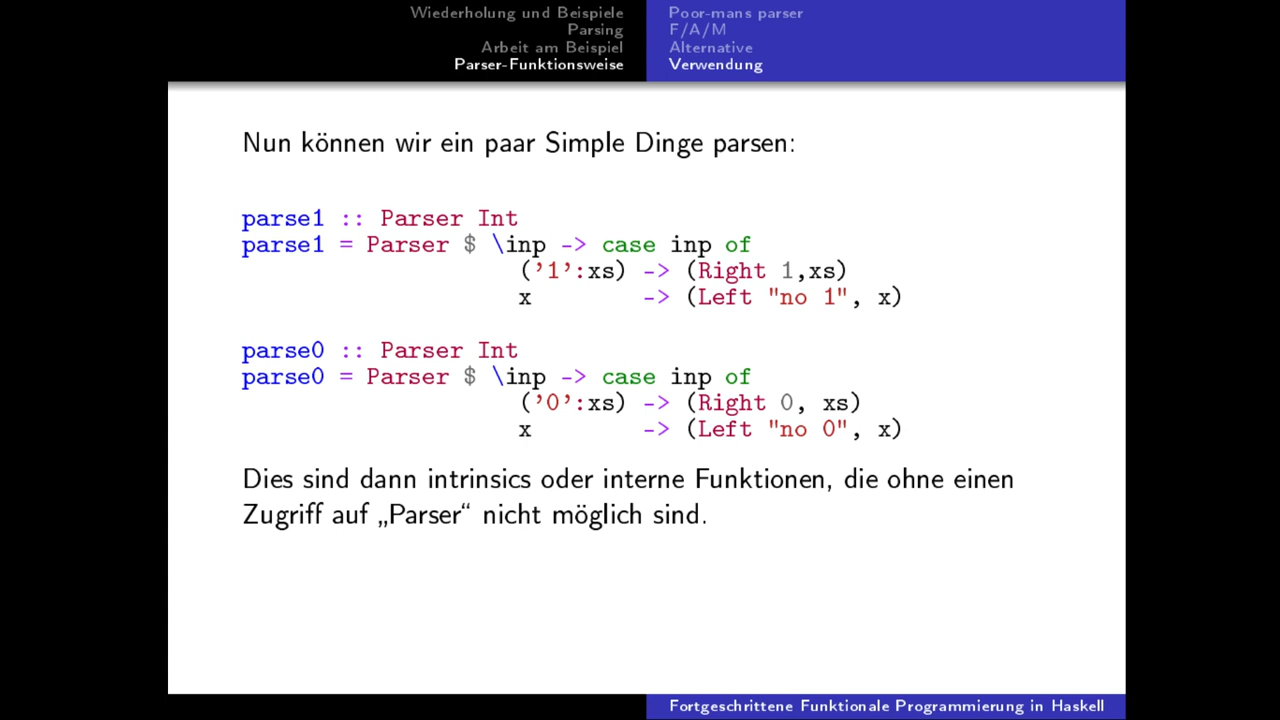 Wiederholung und Beispiele
Parsing
Arbeit am Beispiel
Parser-Funktionsweise
Poor-mans parser
F/A/M
Alternative
Verwendung
Nun können wir ein paar Simple Dinge parsen:
parse1 :: Parser Int
parse1 = Parser $ \inp -> case inp of
('1':xs) -> (Right 1,xs)
x -> (Left "no 1", x)
parse0 :: Parser Int
parse0 = Parser $ \inp -> case inp of
('0':xs) -> (Right 0, xs)
x -> (Left "no 0", x)
Dies sind dann intrinsics oder interne Funktionen, die ohne einen
Zugriff auf „Parser“ nicht möglich sind.
Fortgeschrittene Funktionale Programmierung in Haskell